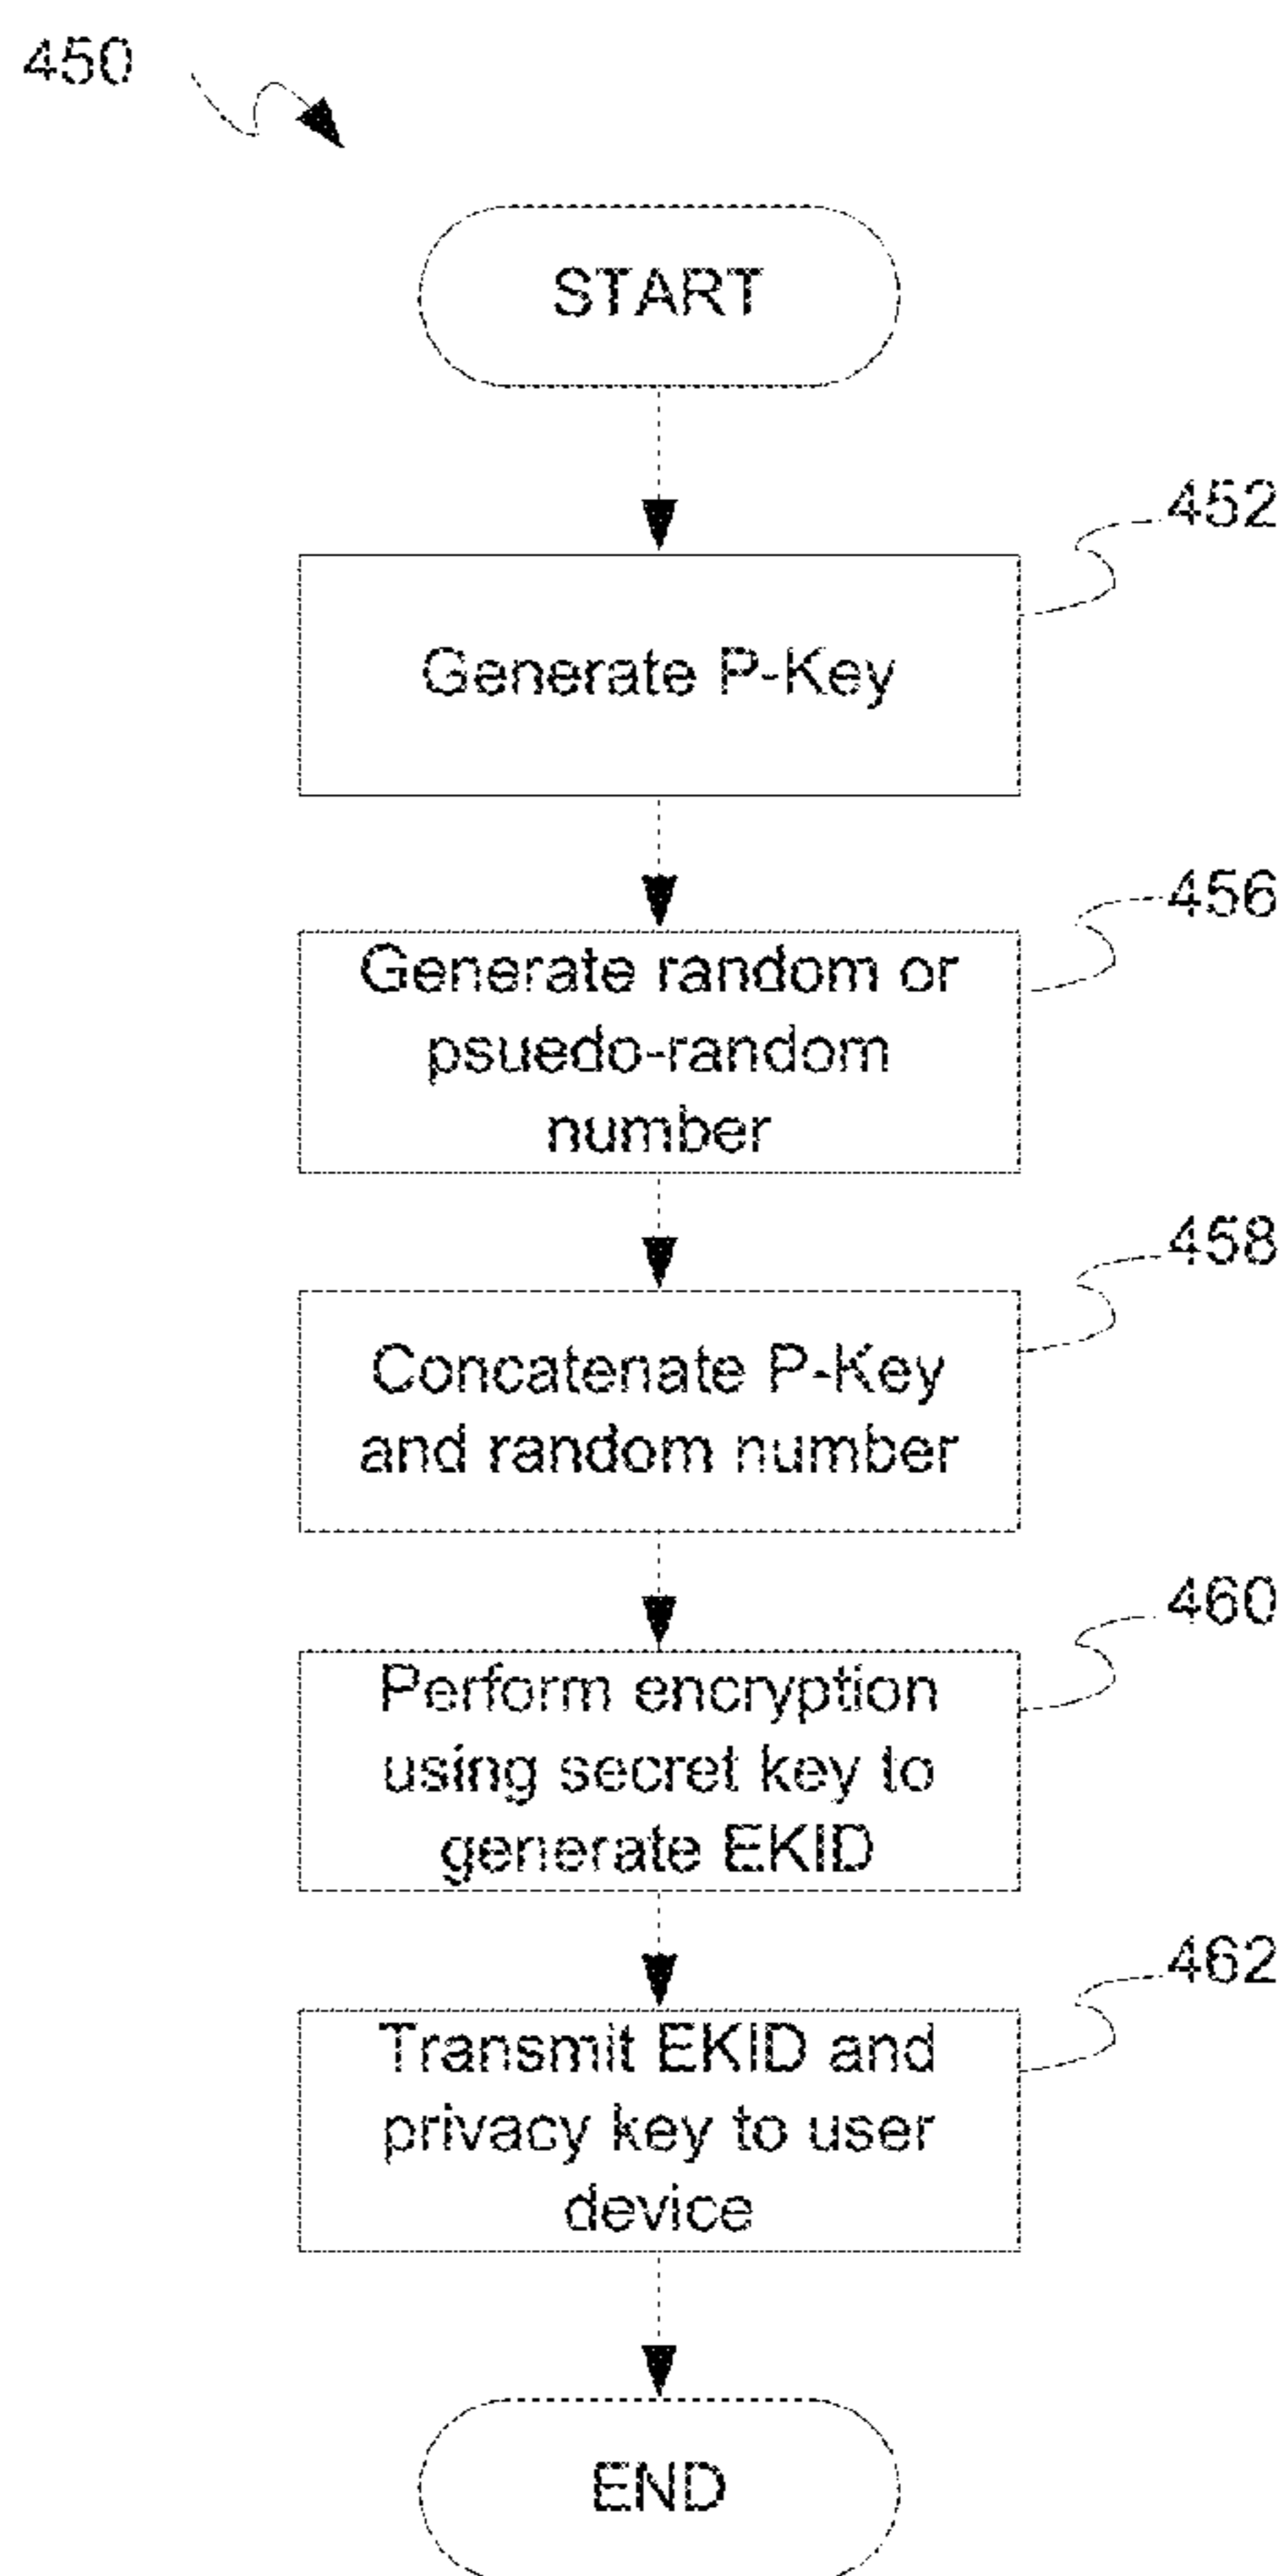 450
START
452
Generate P-Key
456
Generate random or
psuedo-random
number
458
Concatenate P-Key
and random number
460
Perform encryption
using secret key to
generate EKID
462
Transmit EKID and
privacy key to user
device
END